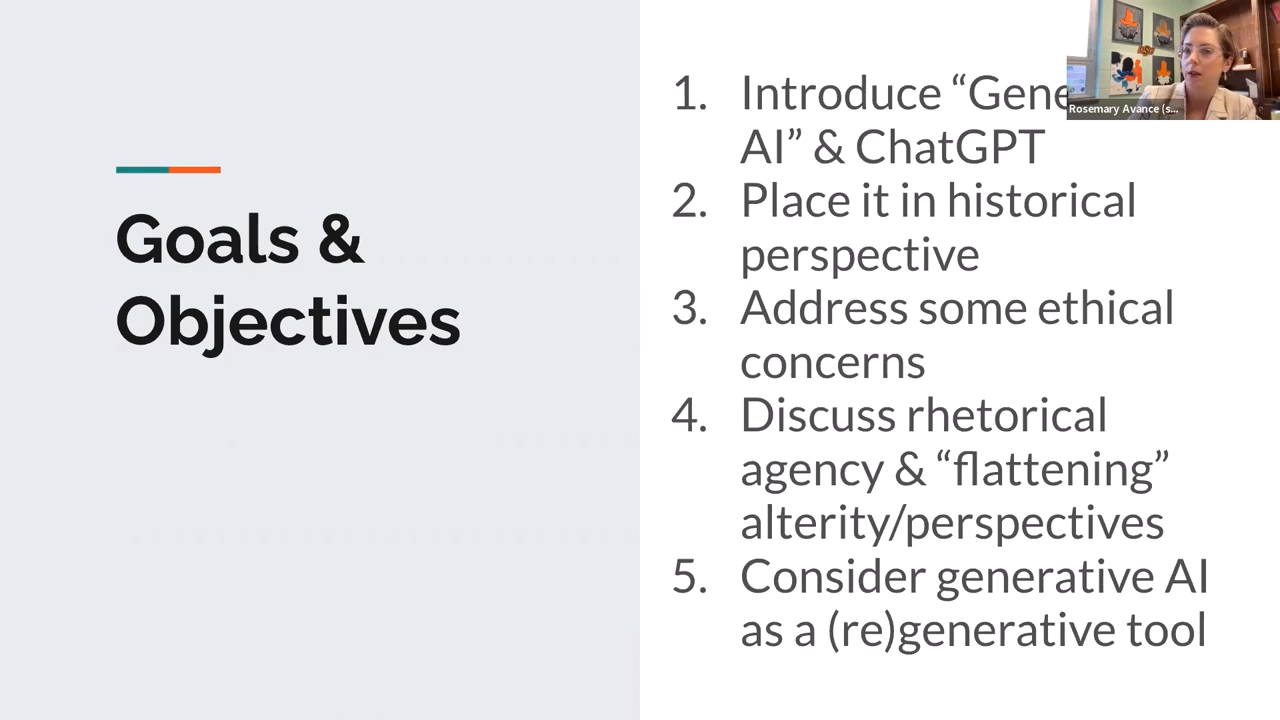 Goals &
Objectives
1. Introduce “Gene
AI” & ChatGPT
2. Place it in historical
perspective
3. Address some ethical
concerns
4. Discuss rhetorical
agency & “flattening”
alterity/perspectives
5. Consider generative AI
as a (re)generative tool
Rosemary Avance (s...